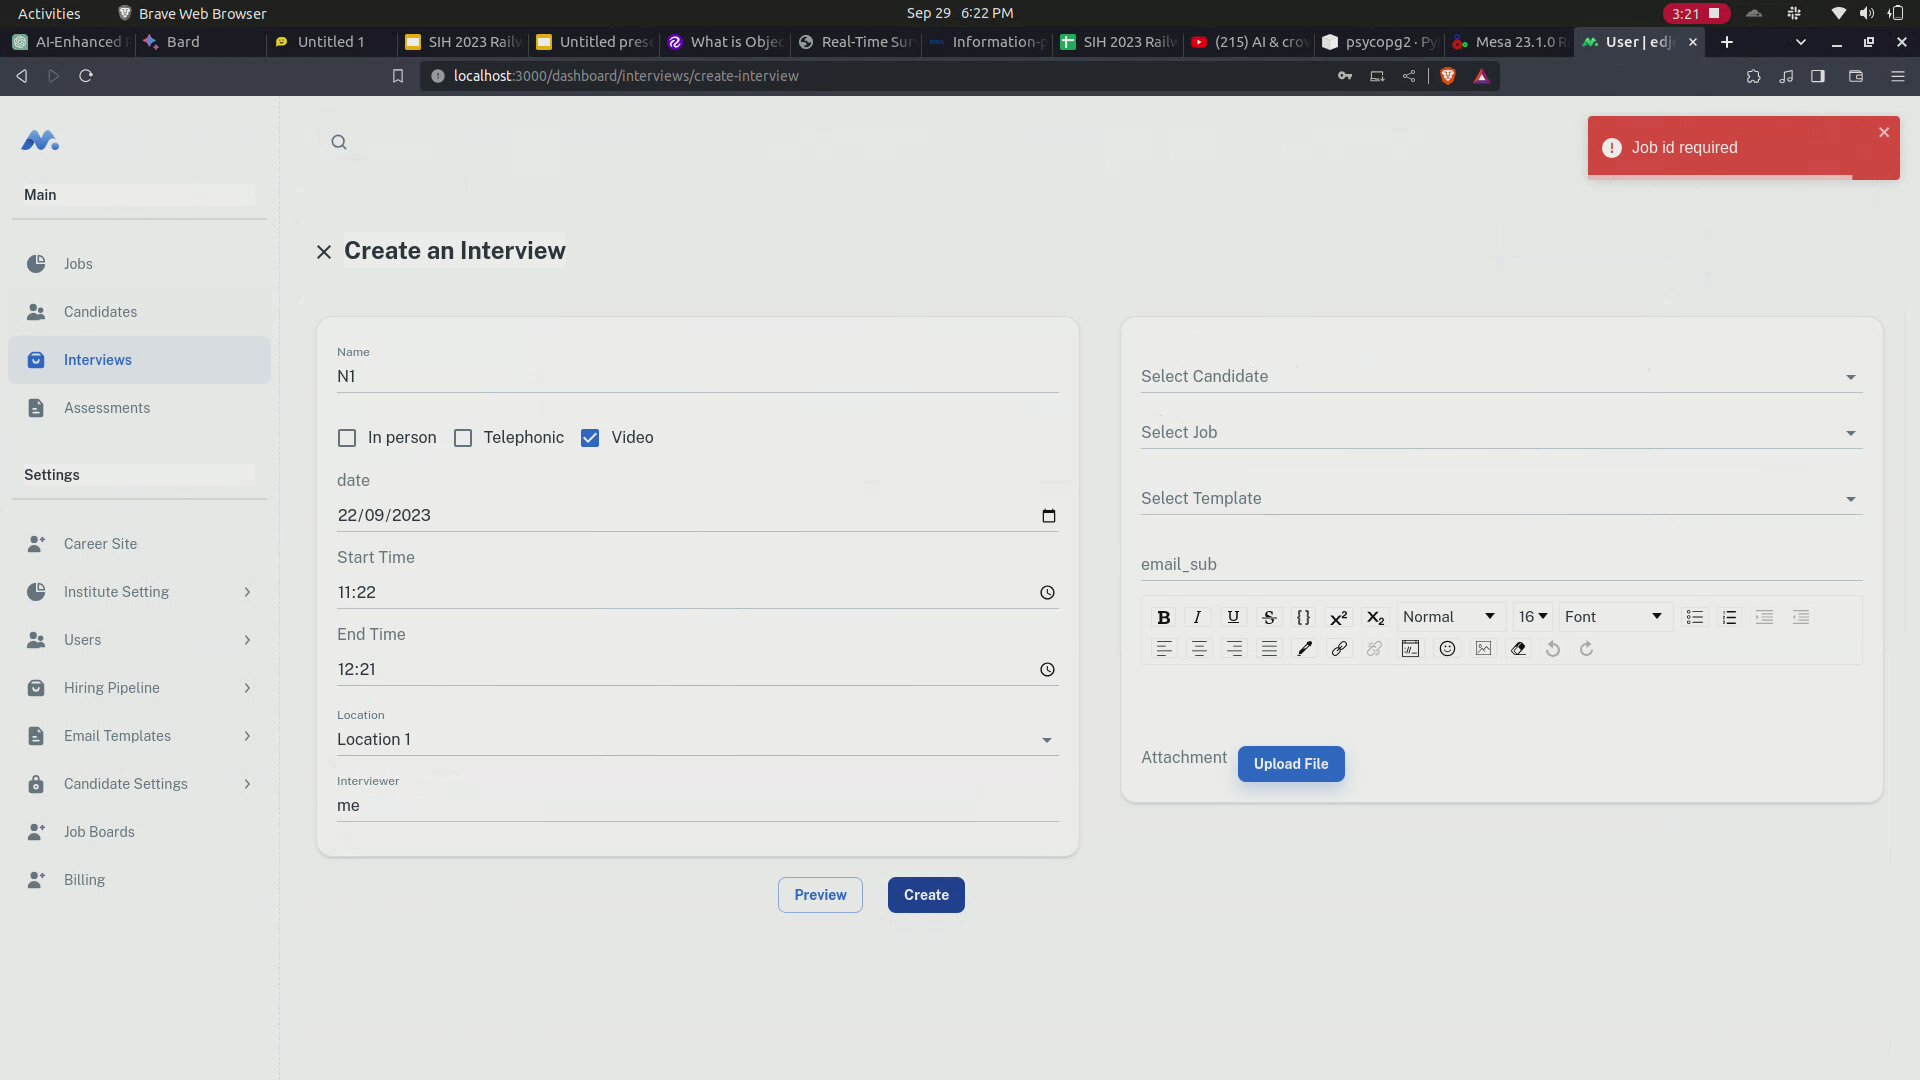 Activities
Brave Web Browser
Sep 29 6:22 PM
3:21
AI-Enhanced
Bard
Untitled 1
SIH 2023 Railw
Untitled prese
What is Objec
Real-Time Sur
Information-p
SIH 2023 Railw
(215) AI & crow
psycopg2 · Py
Mesa 23.1.0 R
User | edjo
localhost:3000/dashboard/interviews/create-interview
Job id required
Main
Jobs
Candidates
Interviews
Assessments
Settings
Career Site
Institute Setting
Users
Hiring Pipeline
Email Templates
Candidate Settings
Job Boards
Billing
Create an Interview
Name
N1
In person
Telephonic
Video
date
22/09/2023
Start Time
11:22
End Time
12:21
Location
Location 1
Interviewer
me
Select Candidate
Select Job
Select Template
email_sub
B I U S {} x² X₂ Normal 16 Font
Attachment
Upload File
Preview
Create